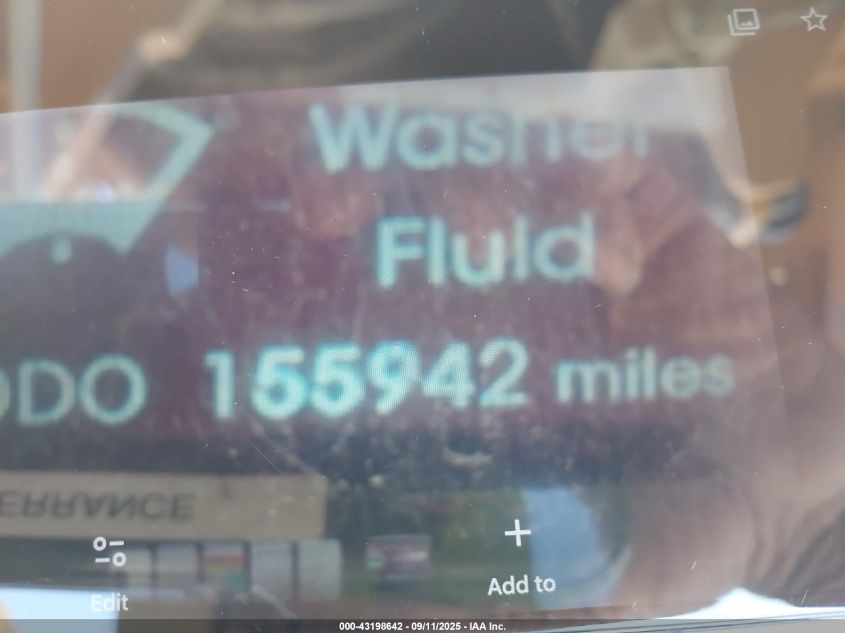 Washer
Fluid
ODO 155942 miles
ERRANCE
Edit
Add to
000-43198642 - 09/11/2025 - IAA Inc.